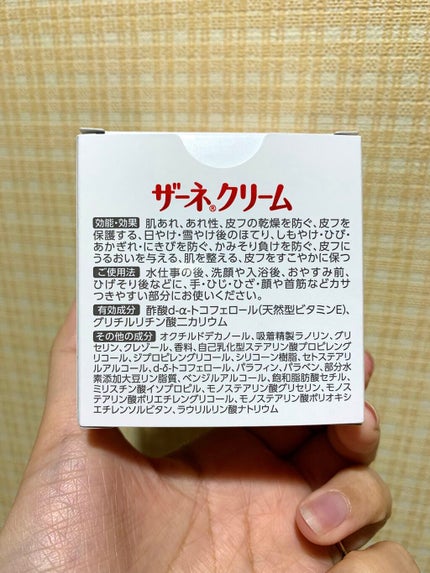 ザーネ®クリーム
効能・効果 肌あれ、あれ性、皮フの乾燥を防ぐ、皮フを
保護する、日やけ・雪やけ後のほてり、しもやけ・ひび・
あかぎれ・にきびを防ぐ、かみそり負けを防ぐ、皮フに
うるおいを与える、肌を整える、皮フをすこやかに保つ
ご使用法 水仕事の後、洗顔や入浴後、おやすみ前、
ひげそり後などに、手・ひじ・ひざ・顔や首筋などカサ
つきやすい部分にお使いください。
有効成分 酢酸d-α-トコフェロール(天然型ビタミンE)、
グリチルリチン酸二カリウム
その他の成分 オクチルドデカノール、吸着精製ラノリン、グリ
セリン、クレゾール、香料、自己乳化型ステアリン酸プロピレング
リコール、ジプロピレングリコール、シリコーン樹脂、セトステアリ
ルアルコール、d-δ-トコフェロール、パラフィン、パラベン、部分水
素添加大豆リン脂質、ベンジルアルコール、飽和脂肪酸セチル、
ミリスチン酸イソプロピル、モノステアリン酸グリセリン、モノス
テアリン酸ポリエチレングリコール、モノステアリン酸ポリオキシ
エチレンソルビタン、ラウリルリン酸ナトリウム